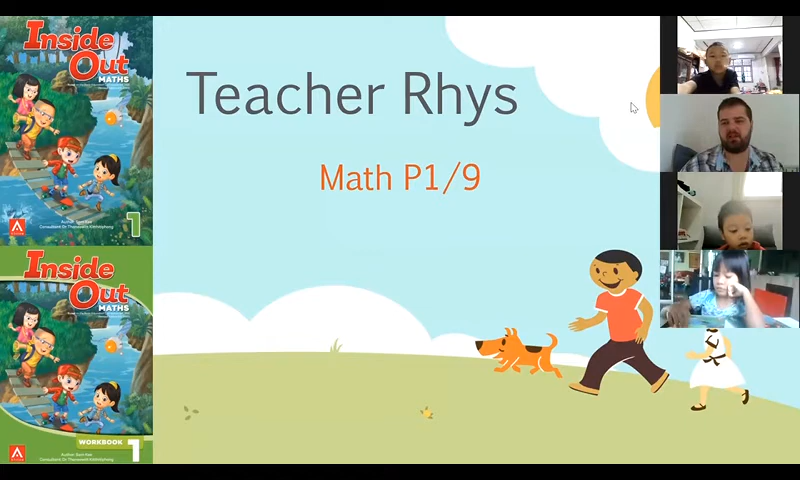 Inside
Out
MATHS
1
Teacher Rhys
Math P1/9
Inside
Out
MATHS
WORKBOOK 1